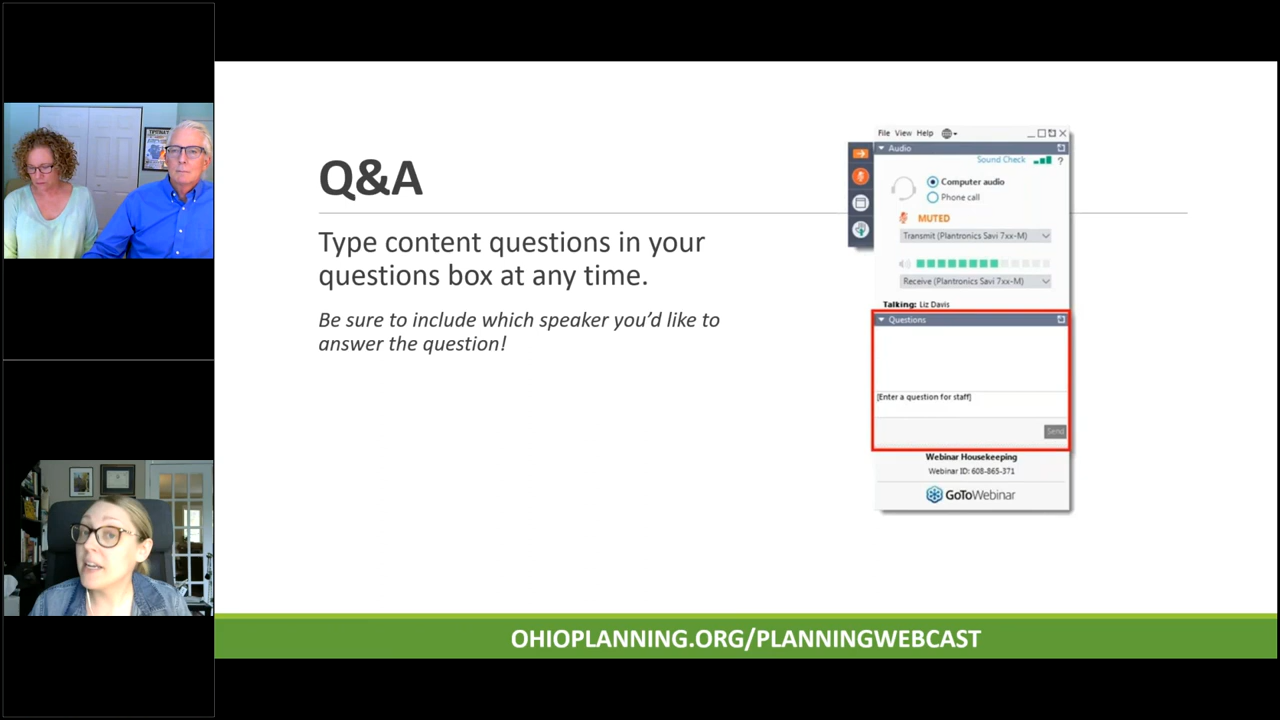 Q&A
Type content questions in your
questions box at any time.
Be sure to include which speaker you'd like to
answer the question!
File View Help
Audio
Sound Check
?
Computer audio
Phone call
MUTED
Transmit (Plantronics Savi 7xx-M)
Receive (Plantronics Savi 7xx-M)
Talking: Liz Davis
Questions
[Enter a question for staff]
Send
Webinar Housekeeping
Webinar ID: 608-865-371
GoToWebinar
OHIOPLANNING.ORG/PLANNINGWEBCAST